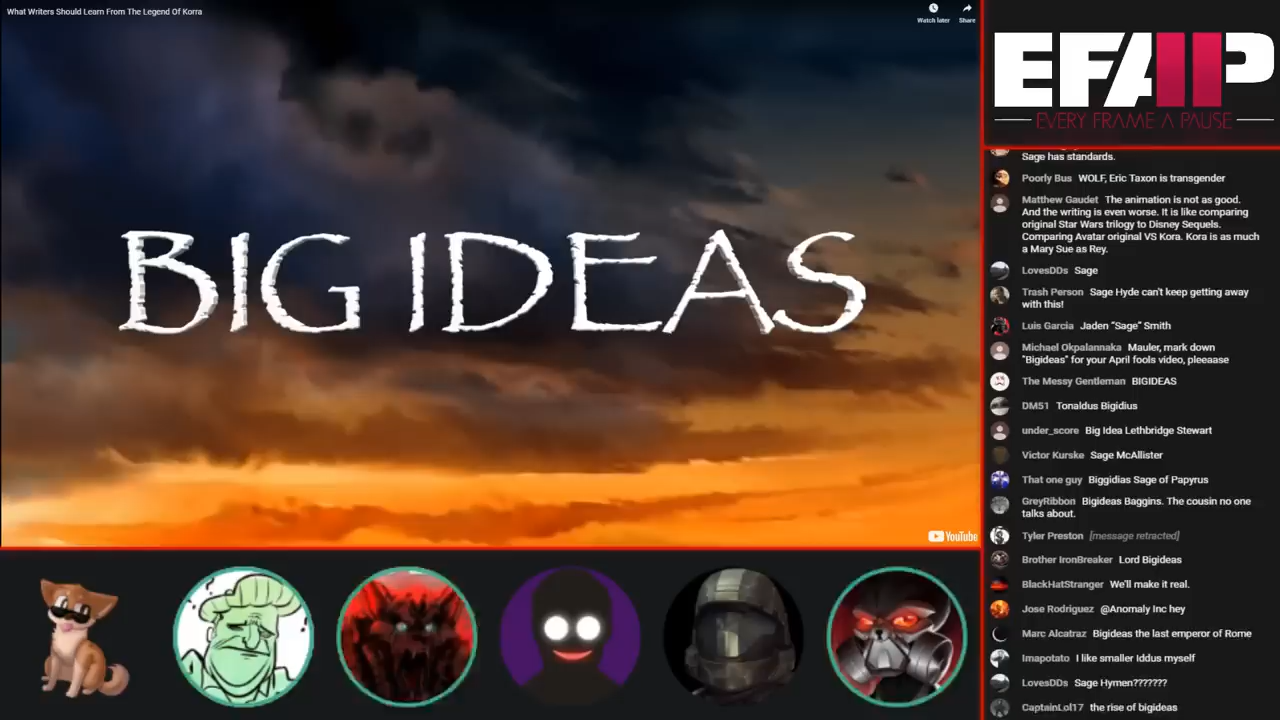 What Writers Should Learn From The Legend Of Korra
Watch later
Share
BIG IDEAS
YouTube
EFAP
EVERY FRAME A PAUSE
Sage has standards.
Poorly Bus WOLF, Eric Taxon is transgender
Matthew Gaudet The animation is not as good.
And the writing is even worse. It is like comparing
original Star Wars trilogy to Disney Sequels.
Comparing Avatar original VS Kora. Kora is as much
a Mary Sue as Rey.
LovesDDs Sage
Trash Person Sage Hyde can't keep getting away
with this!
Luis Garcia Jaden “Sage” Smith
Michael Okpalannaka Mauler, mark down
"Bigideas" for your April fools video, pleeaase
The Messy Gentleman BIGIDEAS
DM51 Tonaldus Bigidius
under_score Big Idea Lethbridge Stewart
Victor Kurske Sage McAllister
That one guy Biggidias Sage of Papyrus
GreyRibbon Bigideas Baggins. The cousin no one
talks about.
Tyler Preston [message retracted]
Brother IronBreaker Lord Bigideas
BlackHatStranger We'll make it real.
Jose Rodriguez @Anomaly Inc hey
Marc Alcatraz Bigideas the last emperor of Rome
Imapotato I like smaller Iddus myself
LovesDDs Sage Hymen???????
CaptainLol17 the rise of bigideas